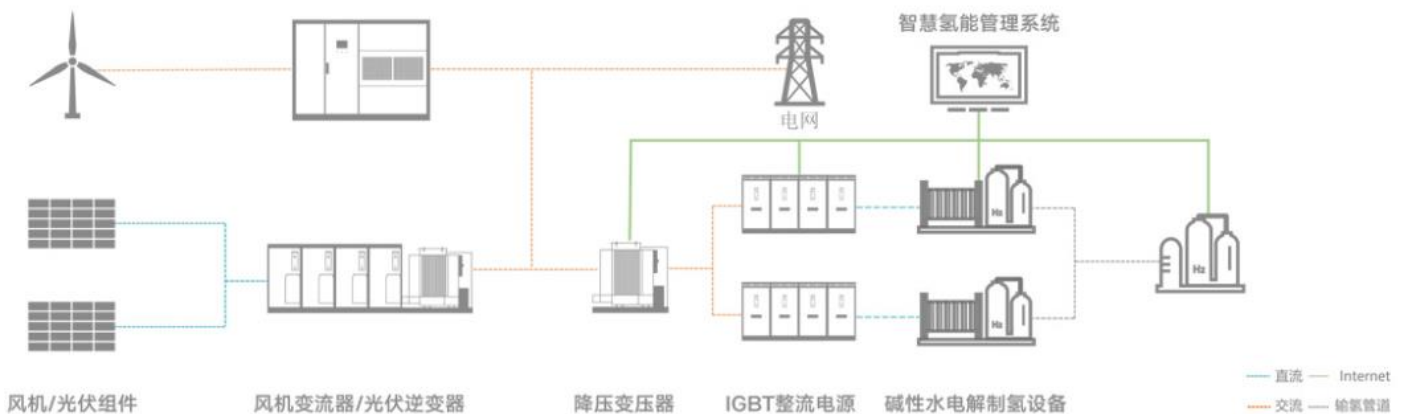 智慧氢能管理系统
电网
Hz
Hz
Hz
风机/光伏组件
风机变流器/光伏逆变器
降压变压器
IGBT整流电源
碱性水电解制氢设备
直流
Internet
交流
输氢管道